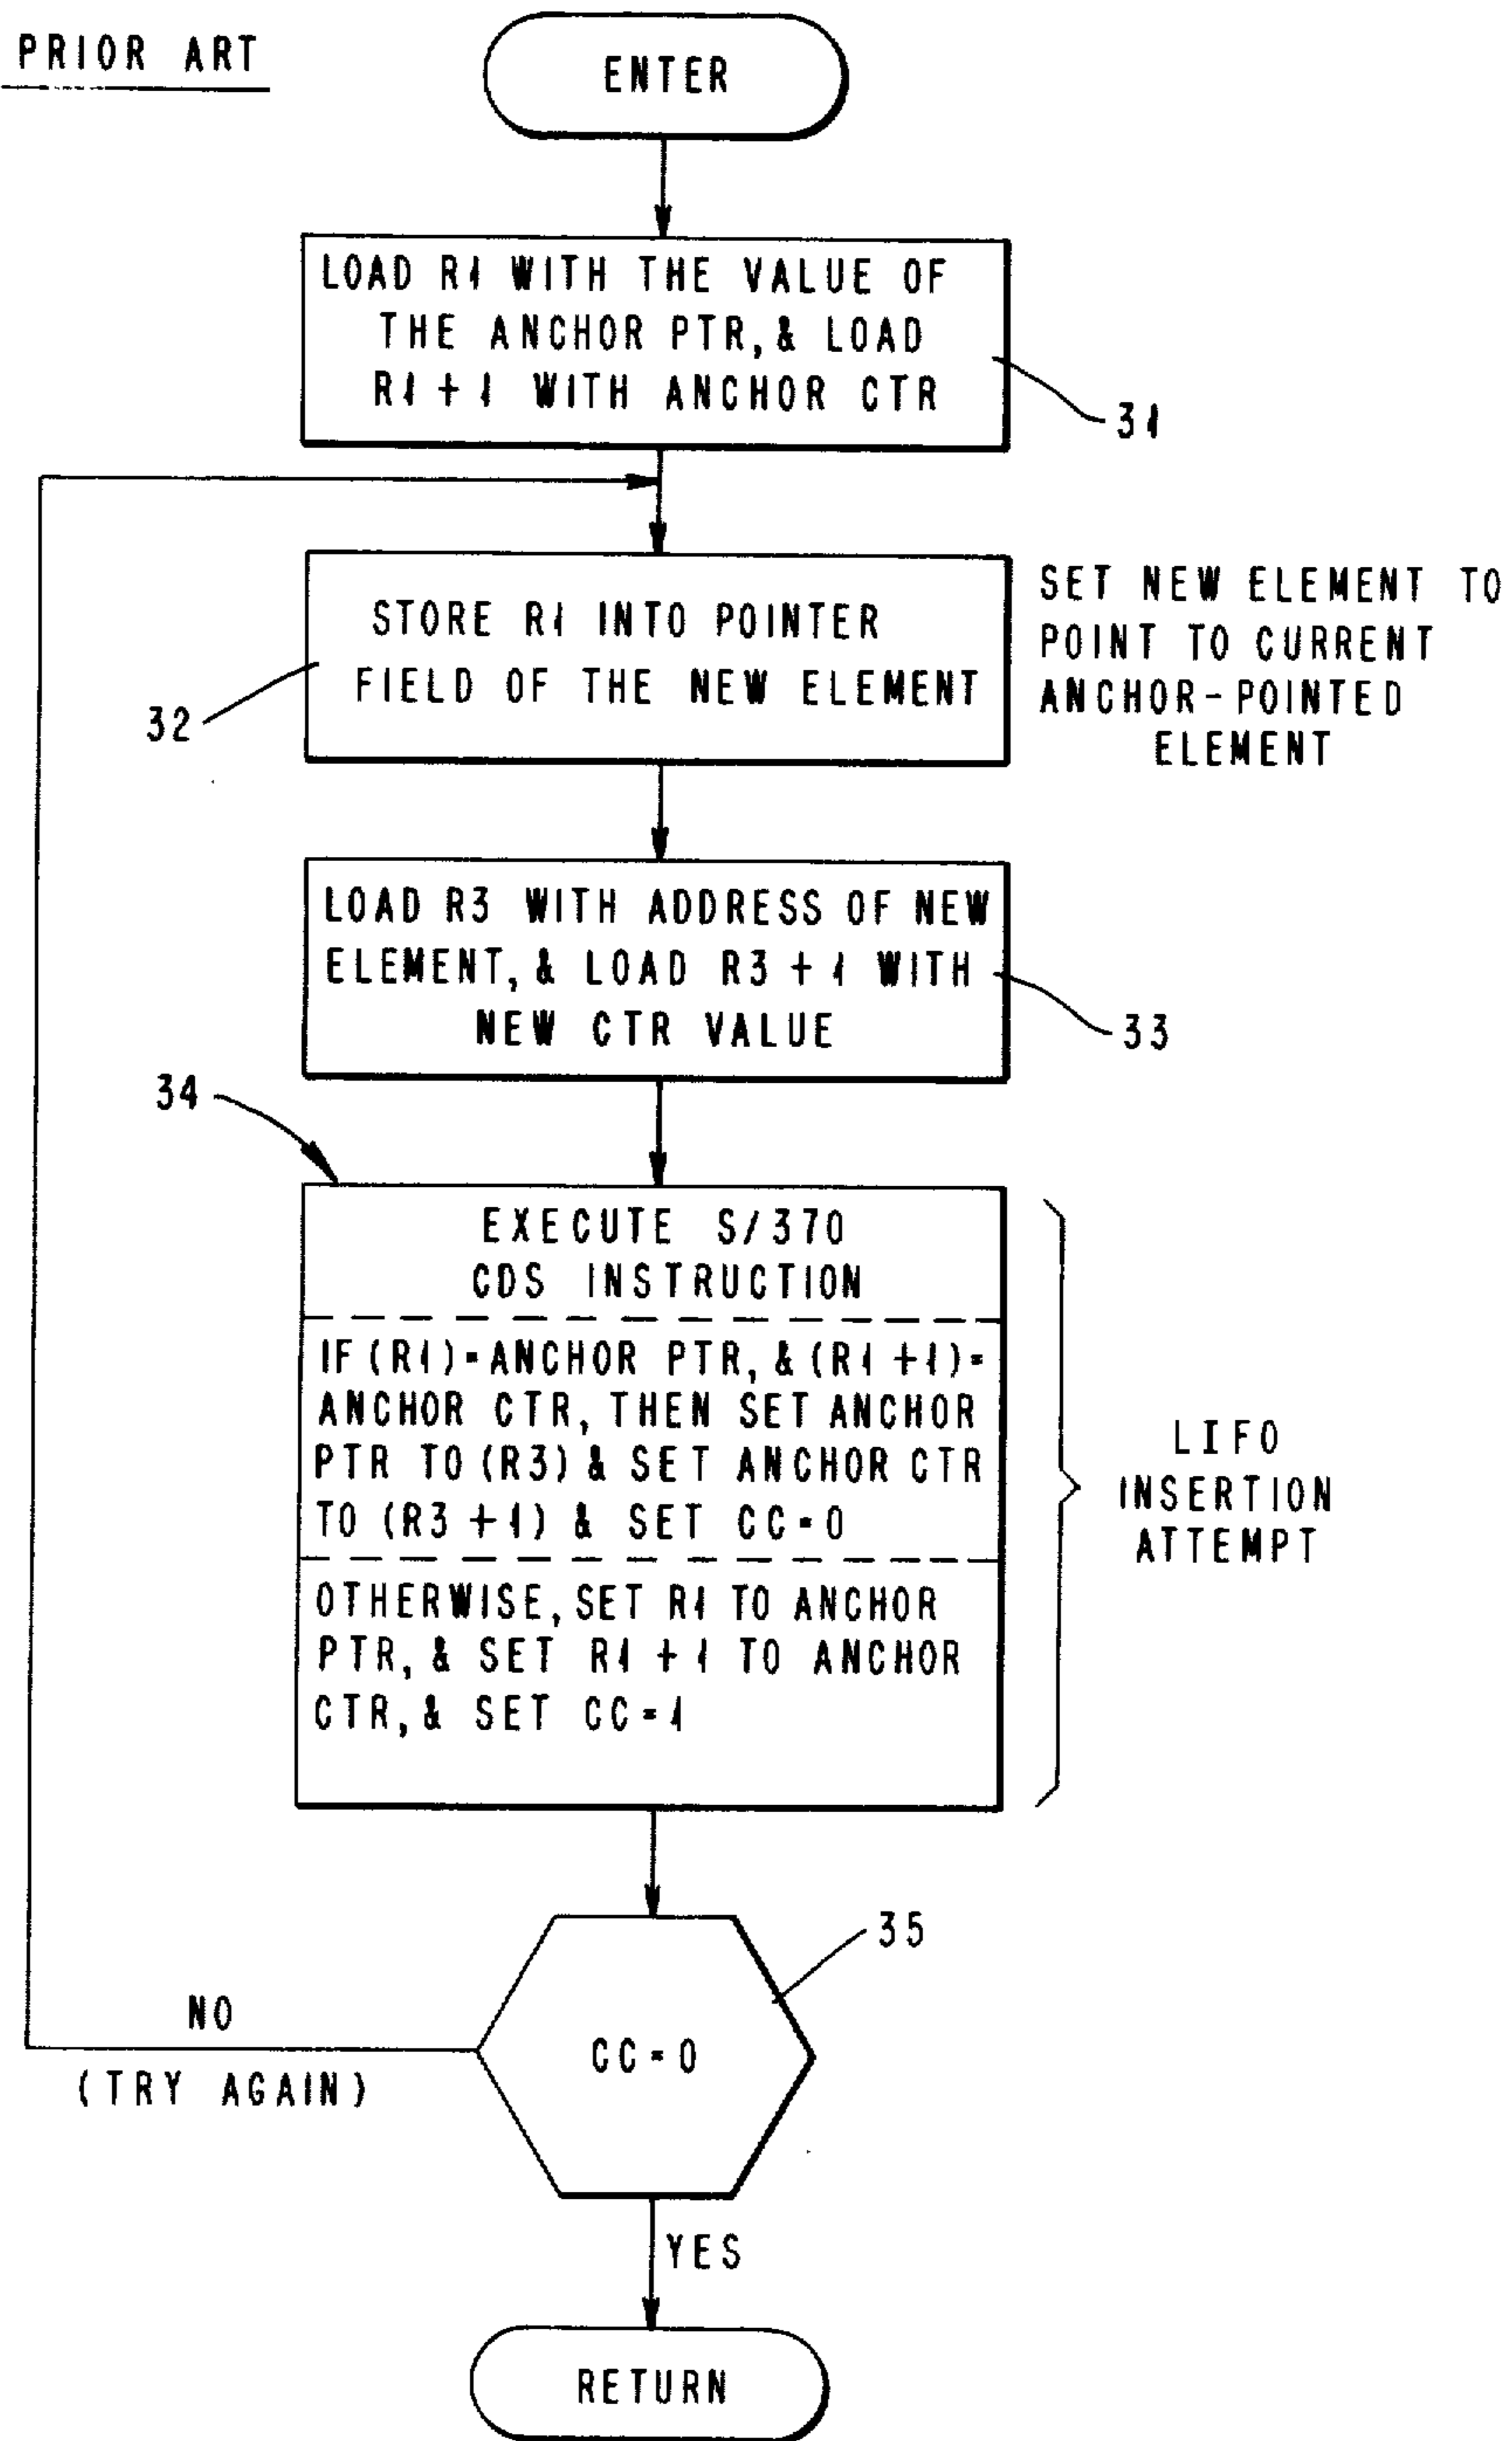 PRIOR ART
ENTER
LOAD R1 WITH THE VALUE OF
THE ANCHOR PTR, & LOAD
R1 + 1 WITH ANCHOR CTR
31
STORE R1 INTO POINTER
FIELD OF THE NEW ELEMENT
32
SET NEW ELEMENT TO
POINT TO CURRENT
ANCHOR-POINTED
ELEMENT
LOAD R3 WITH ADDRESS OF NEW
ELEMENT, & LOAD R3 + 1 WITH
NEW CTR VALUE
33
34
EXECUTE S/370
CDS INSTRUCTION
IF (R1) = ANCHOR PTR, & (R1 + 1) =
ANCHOR CTR, THEN SET ANCHOR
PTR TO (R3) & SET ANCHOR CTR
TO (R3 + 1) & SET CC = 0
OTHERWISE, SET R1 TO ANCHOR
PTR, & SET R1 + 1 TO ANCHOR
CTR, & SET CC = 1
LIFO
INSERTION
ATTEMPT
35
CC = 0
NO
(TRY AGAIN)
YES
RETURN